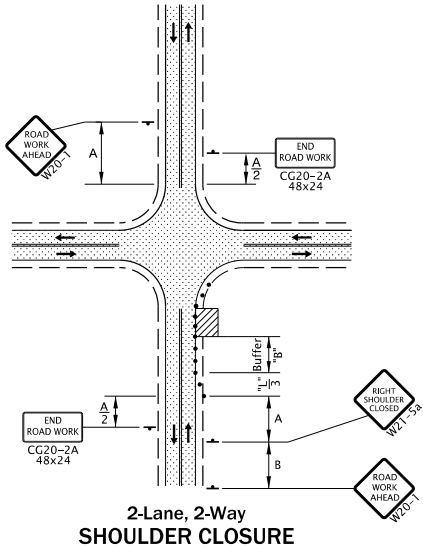 ROAD
WORK
AHEAD
W20-1
A
END
ROAD WORK
CG20-2A
48x24
A
2
Buffer
"B"
"L"
3
A
2
A
B
END
ROAD WORK
CG20-2A
48x24
RIGHT
SHOULDER
CLOSED
W21-5a
ROAD
WORK
AHEAD
W20-1
2-Lane, 2-Way
SHOULDER CLOSURE